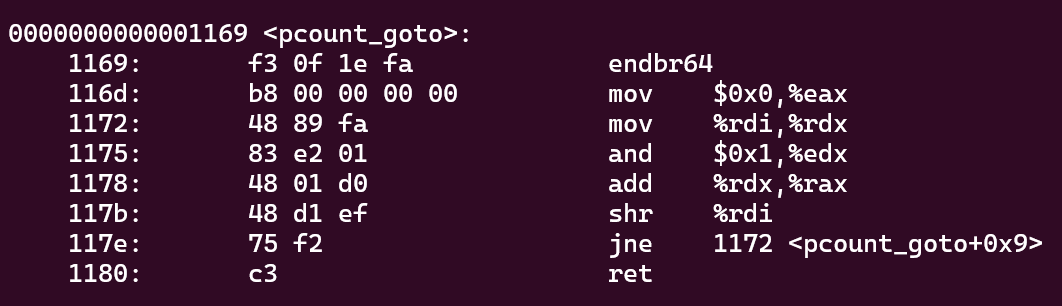 0000000000001169 <pcount_goto>:
    1169:	f3 0f 1e fa          	endbr64
    116d:	b8 00 00 00 00       	mov    $0x0,%eax
    1172:	48 89 fa             	mov    %rdi,%rdx
    1175:	83 e2 01             	and    $0x1,%edx
    1178:	48 01 d0             	add    %rdx,%rax
    117b:	48 d1 ef             	shr    %rdi
    117e:	75 f2                	jne    1172 <pcount_goto+0x9>
    1180:	c3                   	ret